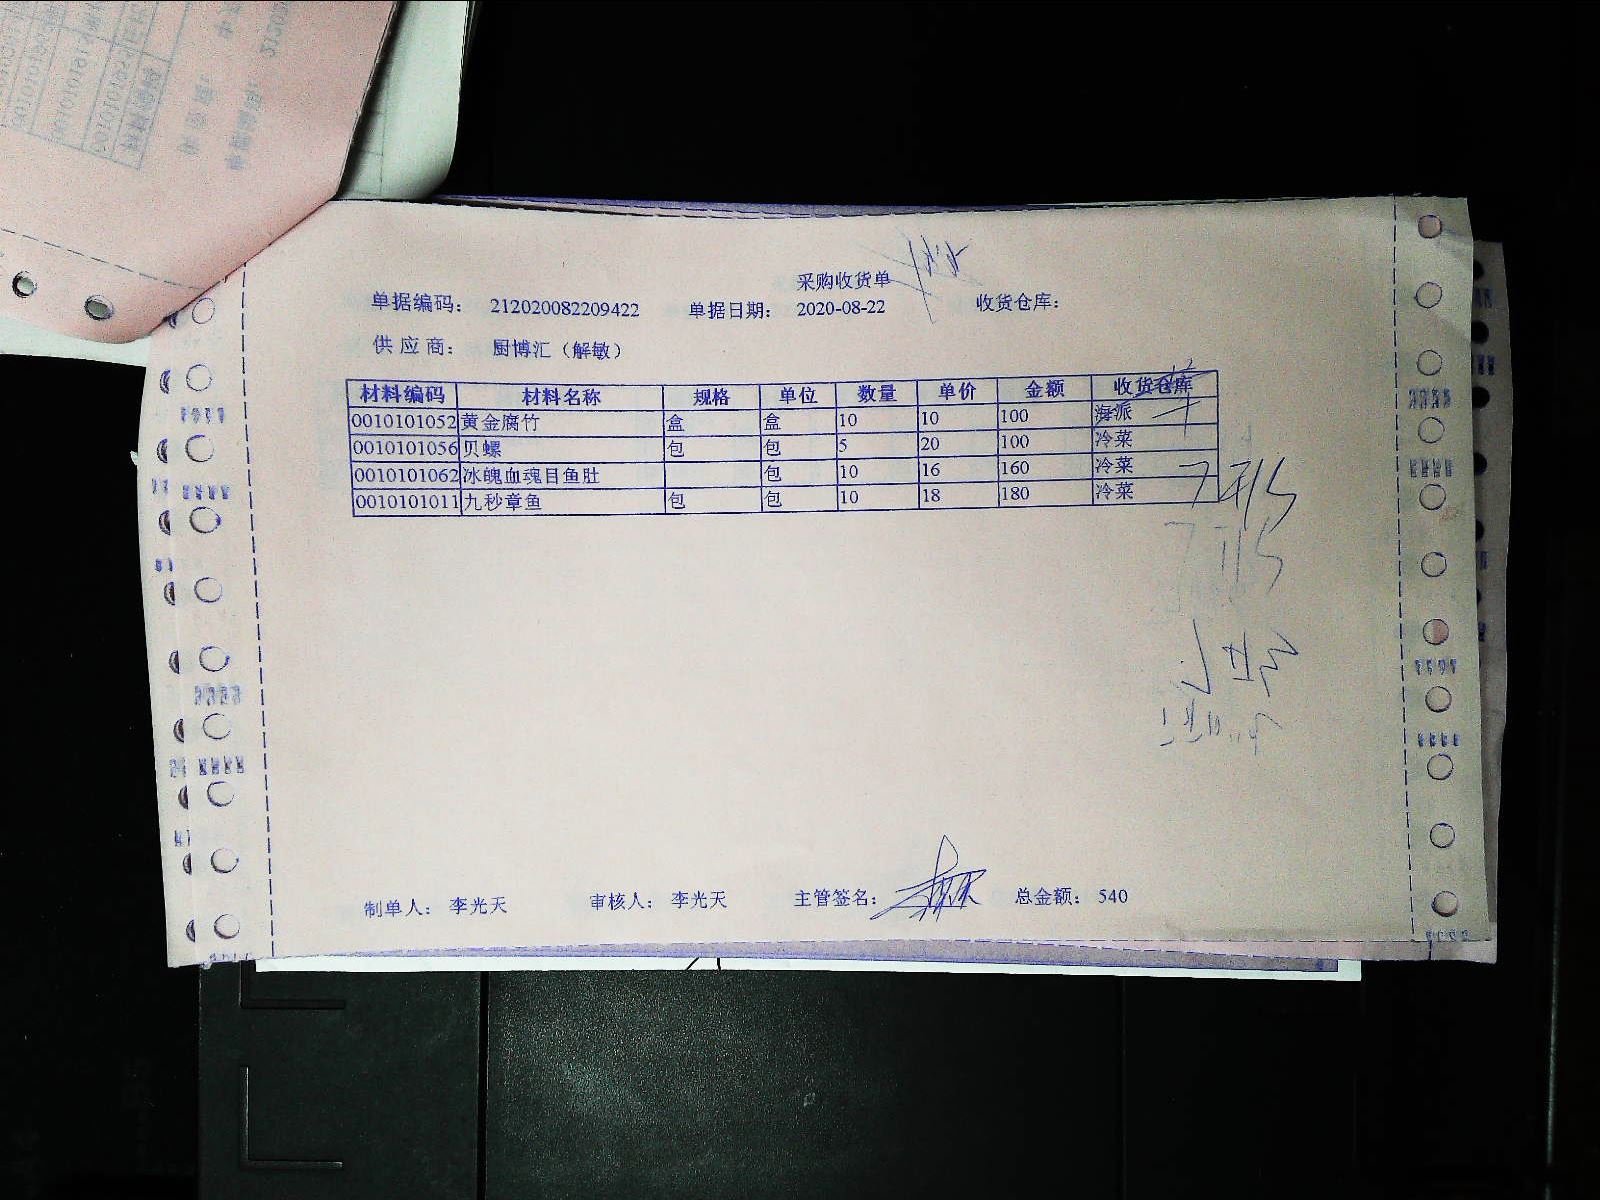 采购收货单
单据编码： 212020082209422 单据日期： 2020-08-22 收货仓库：
供应商： 厨博汇（解敏）
材料编码 材料名称 规格 单位 数量 单价 金额 收货仓库
0010101052 黄金腐竹 盒 盒 10 10 100 海派
0010101056 贝螺 包 包 5 20 100 冷菜
0010101062 冰魄血魂目鱼肚 包 10 16 160 冷菜
0010101011 九秒章鱼 包 包 10 18 180 冷菜
制单人： 李光天 审核人： 李光天 主管签名： 总金额： 540